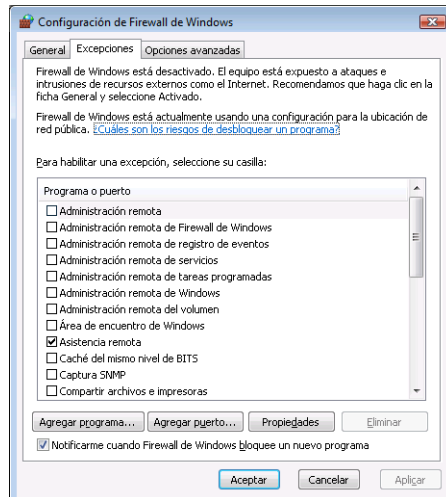 Configuración de Firewall de Windows
General Excepciones Opciones avanzadas
Firewall de Windows está desactivado. El equipo está expuesto a ataques e
intrusiones de recursos externos como el Internet. Recomendamos que haga clic en la
ficha General y seleccione Activado.
Firewall de Windows está actualmente usando una configuración para la ubicación de
red pública. ¿Cuáles son los riesgos de desbloquear un programa?
Para habilitar una excepción, seleccione su casilla:
Programa o puerto
Administración remota
Administración remota de Firewall de Windows
Administración remota de registro de eventos
Administración remota de servicios
Administración remota de tareas programadas
Administración remota de Windows
Administración remota del volumen
Área de encuentro de Windows
Asistencia remota
Caché del mismo nivel de BITS
Captura SNMP
Compartir archivos e impresoras
Agregar programa... Agregar puerto... Propiedades Eliminar
Notificarme cuando Firewall de Windows bloquee un nuevo programa
Aceptar Cancelar Aplicar